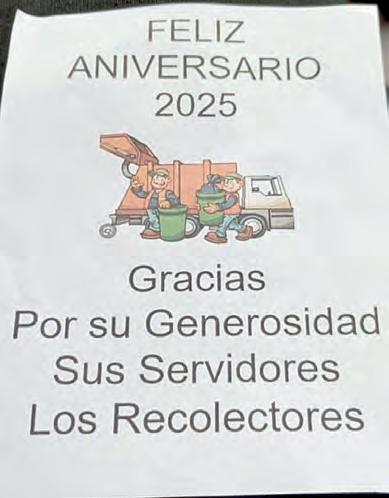 FELIZ
ANIVERSARIO
2025
Gracias
Por su Generosidad
Sus Servidores
Los Recolectores